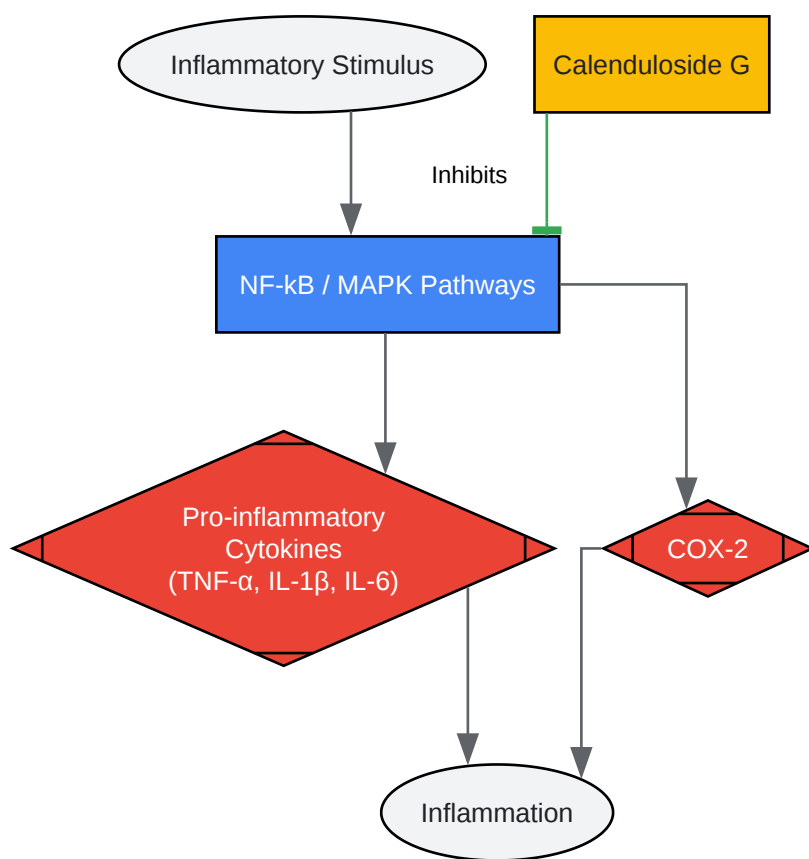 Inflammatory Stimulus
Calenduloside G
Inhibits
NF-kB / MAPK Pathways
Pro-inflammatory
Cytokines
(TNF-α, IL-1β, IL-6)
COX-2
Inflammation